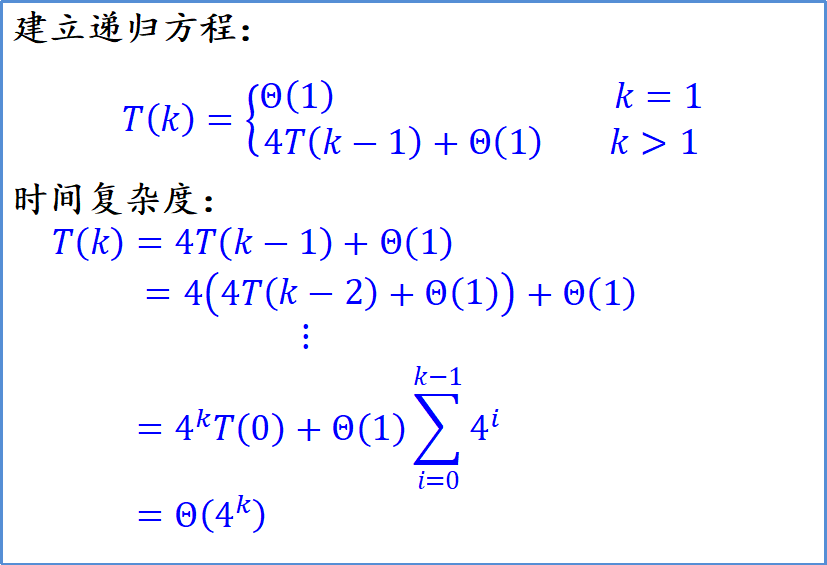 建立递归方程：
T(k) = {Θ(1) k = 1
4T(k − 1) + Θ(1) k > 1
时间复杂度：
T(k) = 4T(k − 1) + Θ(1)
= 4(4T(k − 2) + Θ(1)) + Θ(1)
⋮
= 4^k T(0) + Θ(1) ∑_{i=0}^{k−1} 4^i
= Θ(4^k)